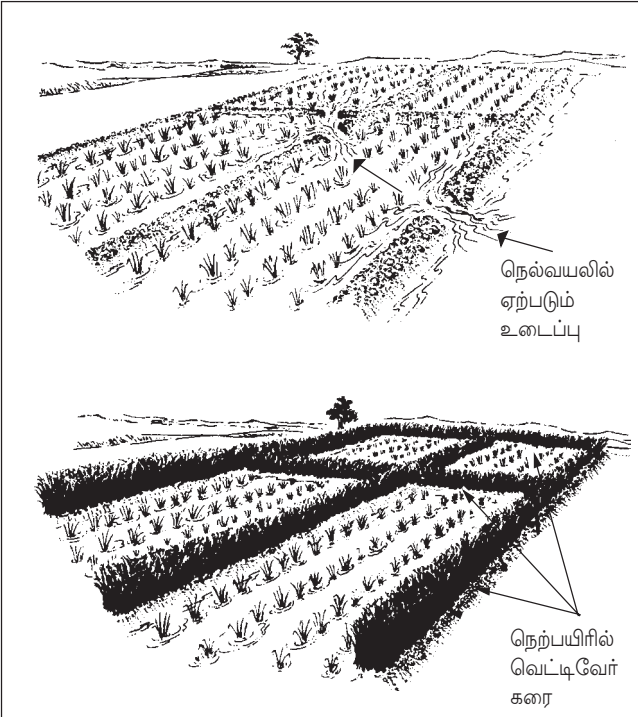 நெல்வயலில்
ஏற்படும்
உடைப்பு
நெற்பயிரில்
வெட்டிவேர்
கரை